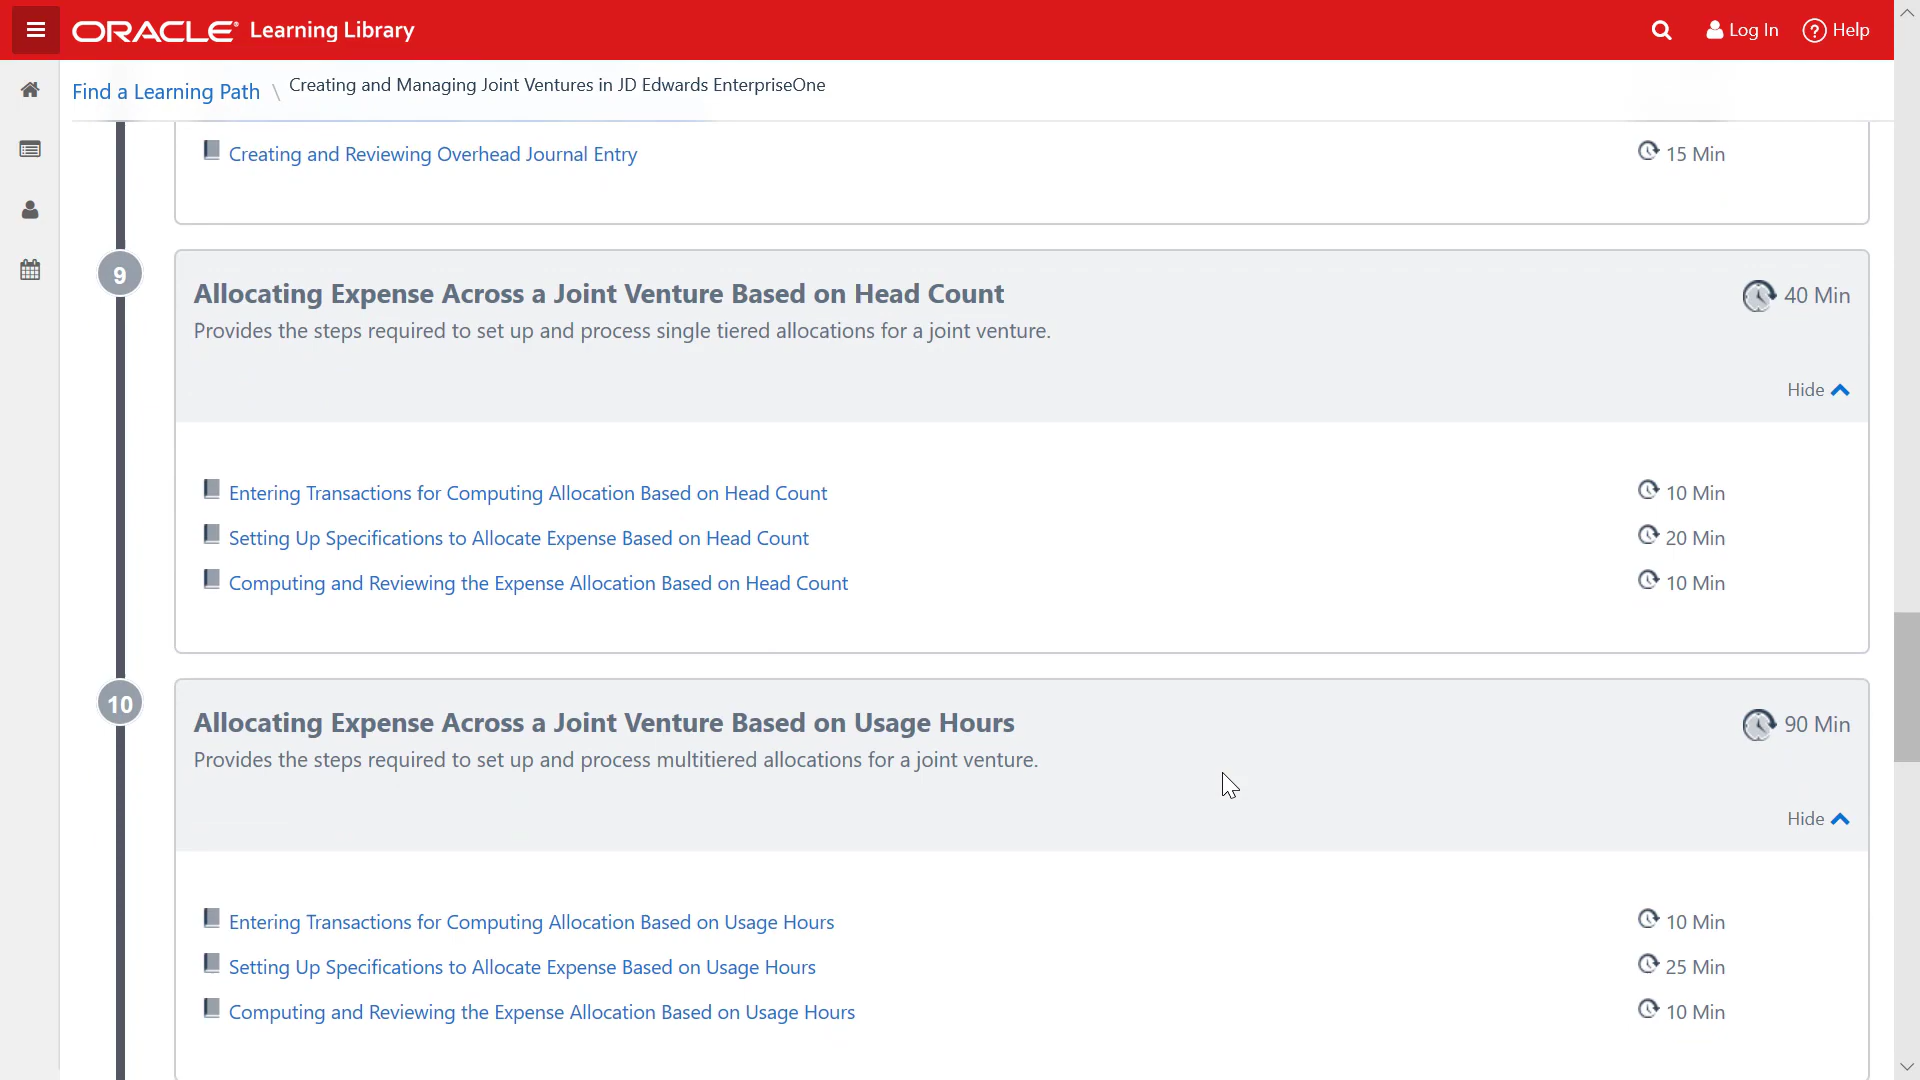 ORACLE Learning Library
Log In
? Help
Find a Learning Path \ Creating and Managing Joint Ventures in JD Edwards EnterpriseOne
Creating and Reviewing Overhead Journal Entry 15 Min
9
Allocating Expense Across a Joint Venture Based on Head Count 40 Min
Provides the steps required to set up and process single tiered allocations for a joint venture.
Hide
Entering Transactions for Computing Allocation Based on Head Count 10 Min
Setting Up Specifications to Allocate Expense Based on Head Count 20 Min
Computing and Reviewing the Expense Allocation Based on Head Count 10 Min
10
Allocating Expense Across a Joint Venture Based on Usage Hours 90 Min
Provides the steps required to set up and process multitiered allocations for a joint venture.
Hide
Entering Transactions for Computing Allocation Based on Usage Hours 10 Min
Setting Up Specifications to Allocate Expense Based on Usage Hours 25 Min
Computing and Reviewing the Expense Allocation Based on Usage Hours 10 Min